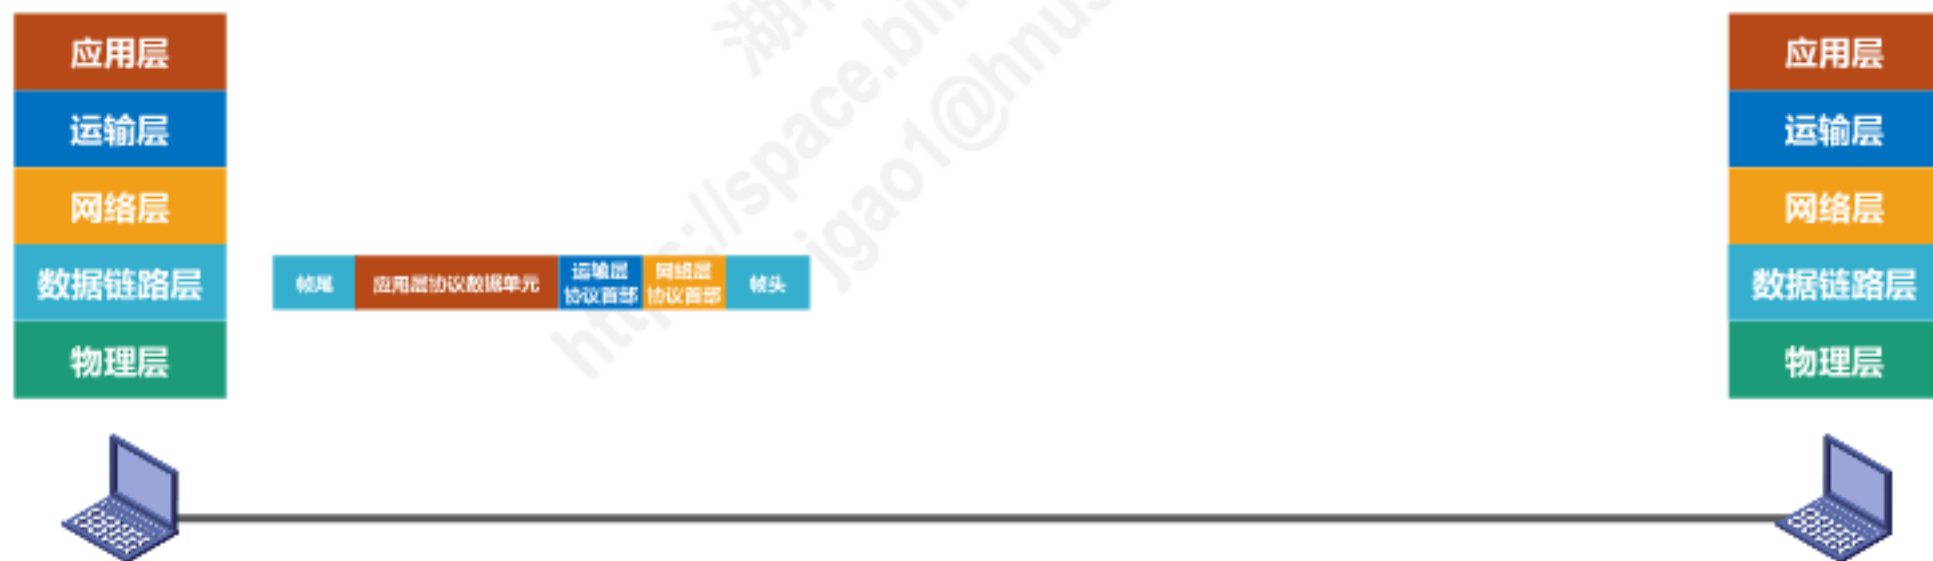 应用层
运输层
网络层
数据链路层
物理层
帧尾
应用层协议数据单元
运输层
协议首部
网络层
协议首部
帧头
应用层
运输层
网络层
数据链路层
物理层
https://space.bili
jgao1@hnus